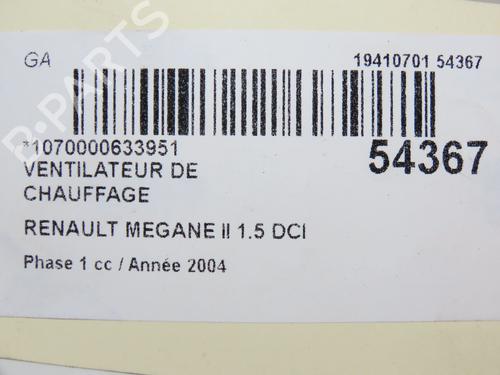 GA
19410701 54367
*1070000633951
54367
VENTILATEUR DE
CHAUFFAGE
RENAULT MEGANE II 1.5 DCI
Phase 1 cc / Année 2004
B-PARTS